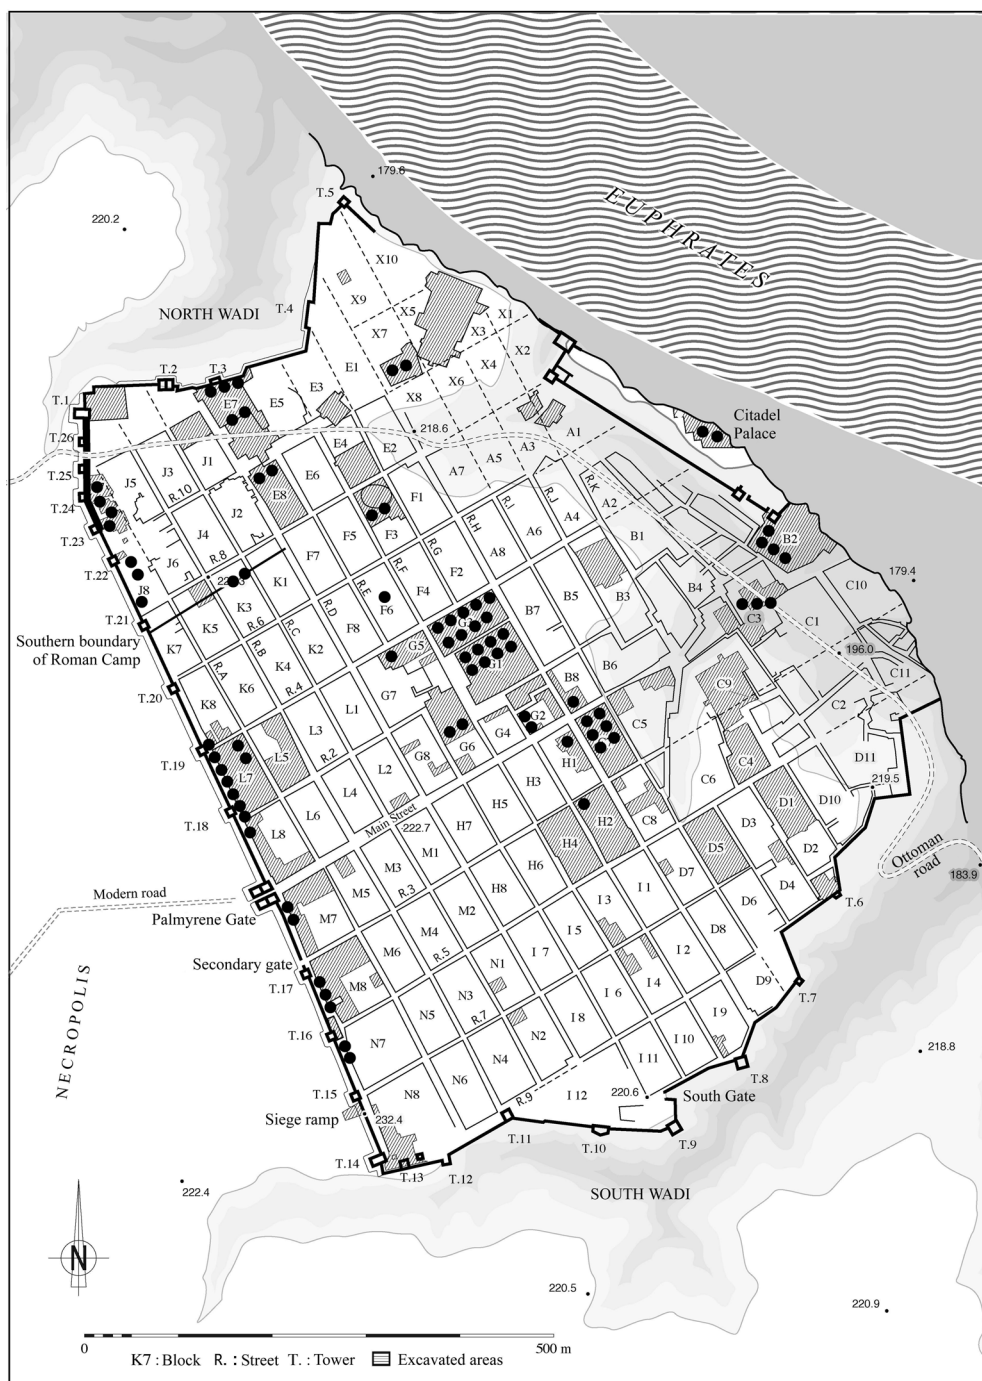 EUPHRATES
179.6
T.5
220.2
X10
X9
X5
X1
T.4
NORTH WADI
X7
X3
X2
E1
X4
T.2
T.3
E3
X6
T.1
E7
E5
X8
Citadel
Palace
218.6
A1
T.26
E4
E2
A3
J1
J3
A5
T.25
E6
A7
J5
R.10
E8
R.I
R.J
R.K
T.24
F1
A2
J2
R.H
A4
T.23
J4
F5
F3
A6
B1
B2
R.G
A8
R.8
F7
T.22
J6
R.F
F2
179.4
K1
R.E
B5
B3
B4
C10
J8
F4
K3
R.D
F6
B7
C3
C1
T.21
R.6
K5
R.C
F8
Southern boundary
of Roman Camp
K2
G5
G1
196.0
K7
R.B
K4
B6
R.A
C11
K6
R.4
G7
B8
C9
T.20
K8
L1
G2
C5
C2
L3
G4
T.19
L5
R.2
G6
H1
D11
L7
G8
L2
H3
C4
C6
219.5
L4
H5
D1
D10
T.18
L6
Main Street
H2
C8
L8
222.7
H7
D3
H4
D5
D2
Ottoman
road
M1
M3
H6
D7
183.9
Modern road
M5
R.3
I 1
D4
T.6
H8
Palmyrene Gate
M7
M2
I 3
D6
M4
I 5
D8
Secondary gate
M6
R.5
I 7
I 2
T.17
M8
N1
I 4
D9
T.7
NECROPOLIS
N3
I 6
N5
R.7
I 8
I 9
T.16
N7
N2
I 10
218.8
N4
I 11
T.15
N6
T.8
N8
R.9
I 12
220.6
South Gate
Siege ramp
232.4
T.11
T.10
T.9
T.14
T.13
T.12
222.4
SOUTH WADI
N
220.5
220.9
0
500 m
K7 : Block R. : Street T. : Tower Excavated areas